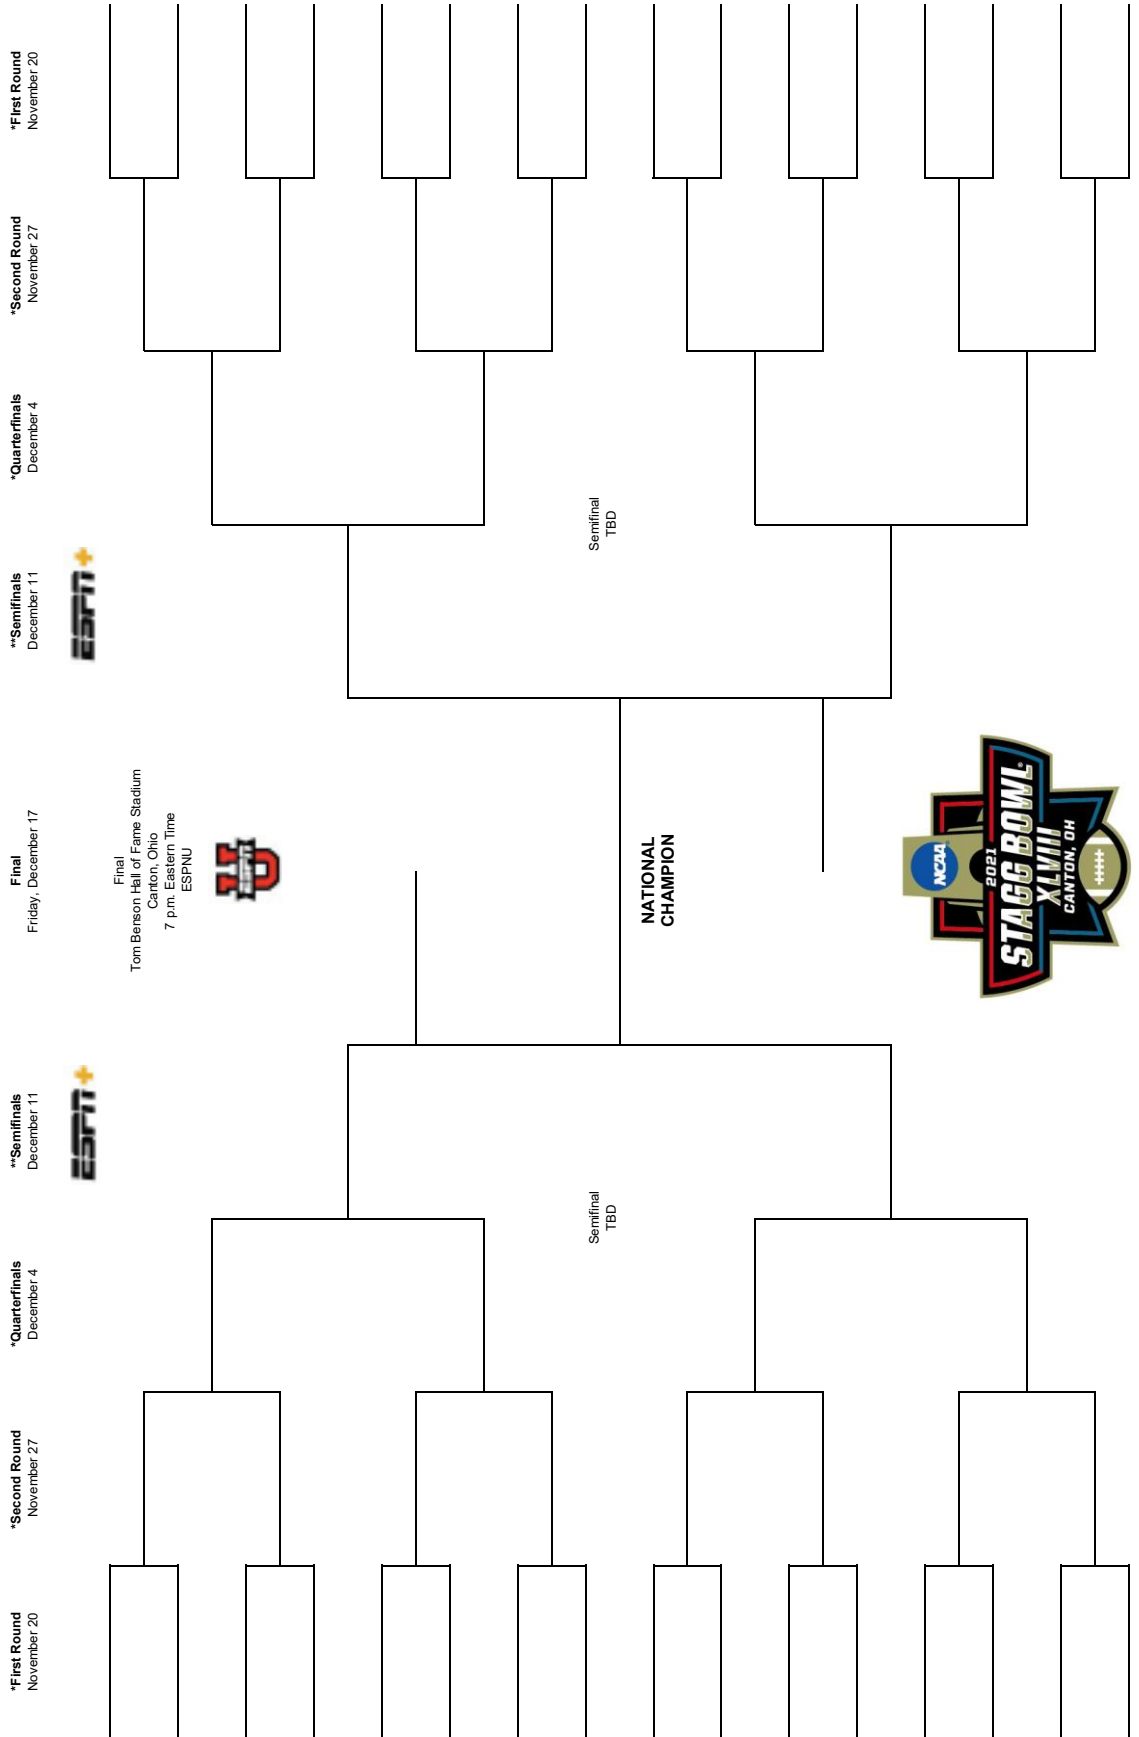 *First Round
November 20
*Second Round
November 27
*Quarterfinals
December 4
**Semifinals
December 11
Final
Friday, December 17
**Semifinals
December 11
*Quarterfinals
December 4
*Second Round
November 27
*First Round
November 20
ESPN+
ESPN+
Final
Tom Benson Hall of Fame Stadium
Canton, Ohio
7 p.m. Eastern Time
ESPNU
ESPN
U
Semifinal
TBD
Semifinal
TBD
NATIONAL
CHAMPION
NCAA
2021
STAGG BOWL
XLVIII
CANTON, OH